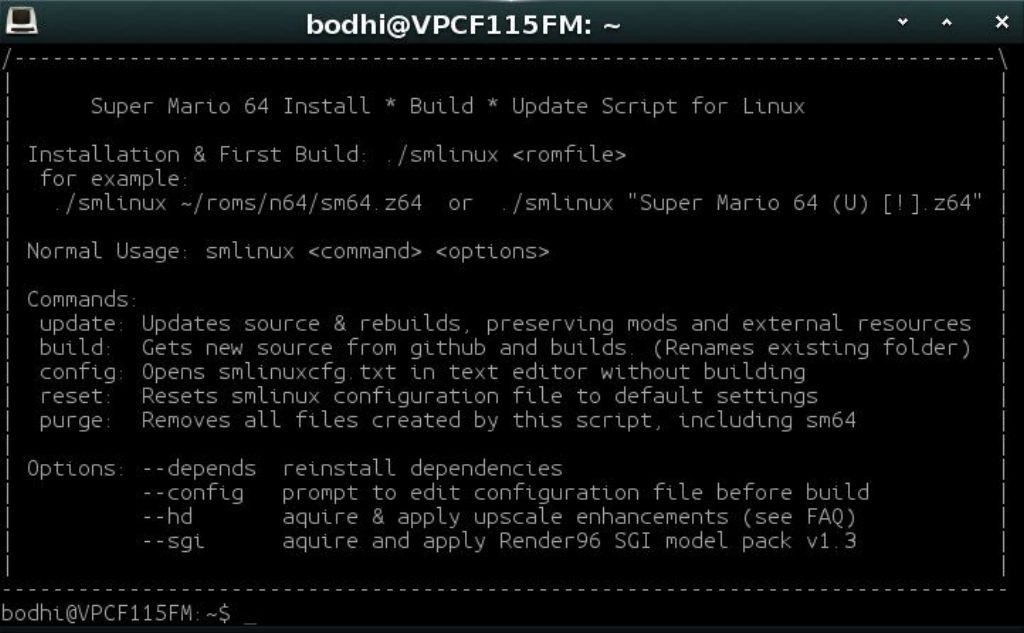 bodhi@VPCF115FM: ~
Super Mario 64 Install * Build * Update Script for Linux
Installation & First Build: ./smlinux <romfile>
for example:
./smlinux ~/roms/n64/sm64.z64 or ./smlinux "Super Mario 64 (U) [!].z64"
Normal Usage: smlinux <command> <options>
Commands:
update: Updates source & rebuilds, preserving mods and external resources
build: Gets new source from github and builds. (Renames existing folder)
config: Opens smlinuxcfg.txt in text editor without building
reset: Resets smlinux configuration file to default settings
purge: Removes all files created by this script, including sm64
Options: --depends reinstall dependencies
--config prompt to edit configuration file before build
--hd aquire & apply upscale enhancements (see FAQ)
--sgi aquire and apply Render96 SGI model pack v1.3
bodhi@VPCF115FM:~$ _